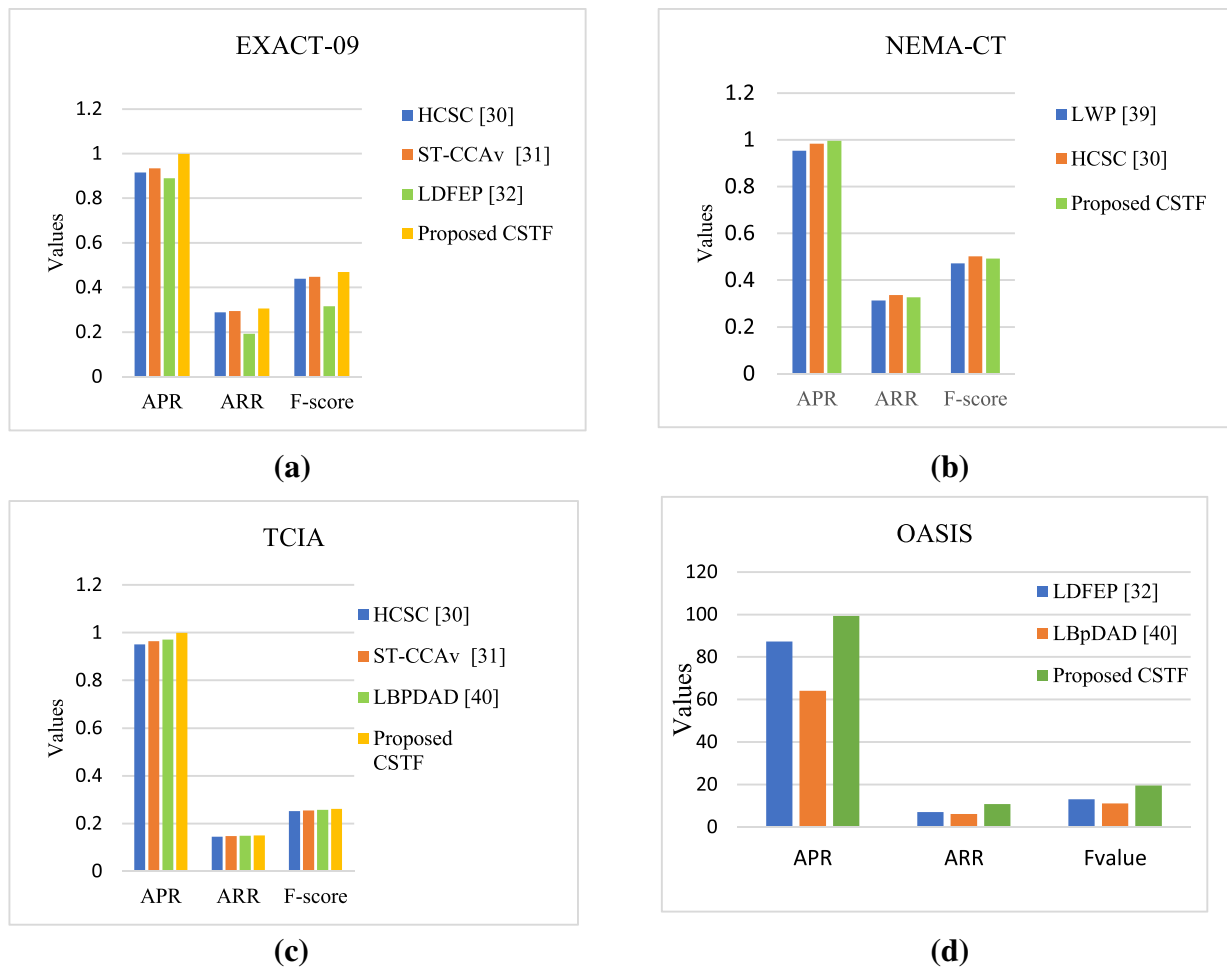 EXACT-09
1.2
1
0.8
0.6
0.4
0.2
0
Values
APR ARR F-score
HCSC [30]
ST-CCAv [31]
LDFEP [32]
Proposed CSTF
(a)
NEMA-CT
1.2
1
0.8
0.6
0.4
0.2
0
Values
APR ARR F-score
LWP [39]
HCSC [30]
Proposed CSTF
(b)
TCIA
1.2
1
0.8
0.6
0.4
0.2
0
Values
APR ARR F-score
HCSC [30]
ST-CCAv [31]
LBPDAD [40]
Proposed
CSTF
(c)
OASIS
120
100
80
60
40
20
0
Values
APR ARR Fvalue
LDFEP [32]
LBpDAD [40]
Proposed CSTF
(d)